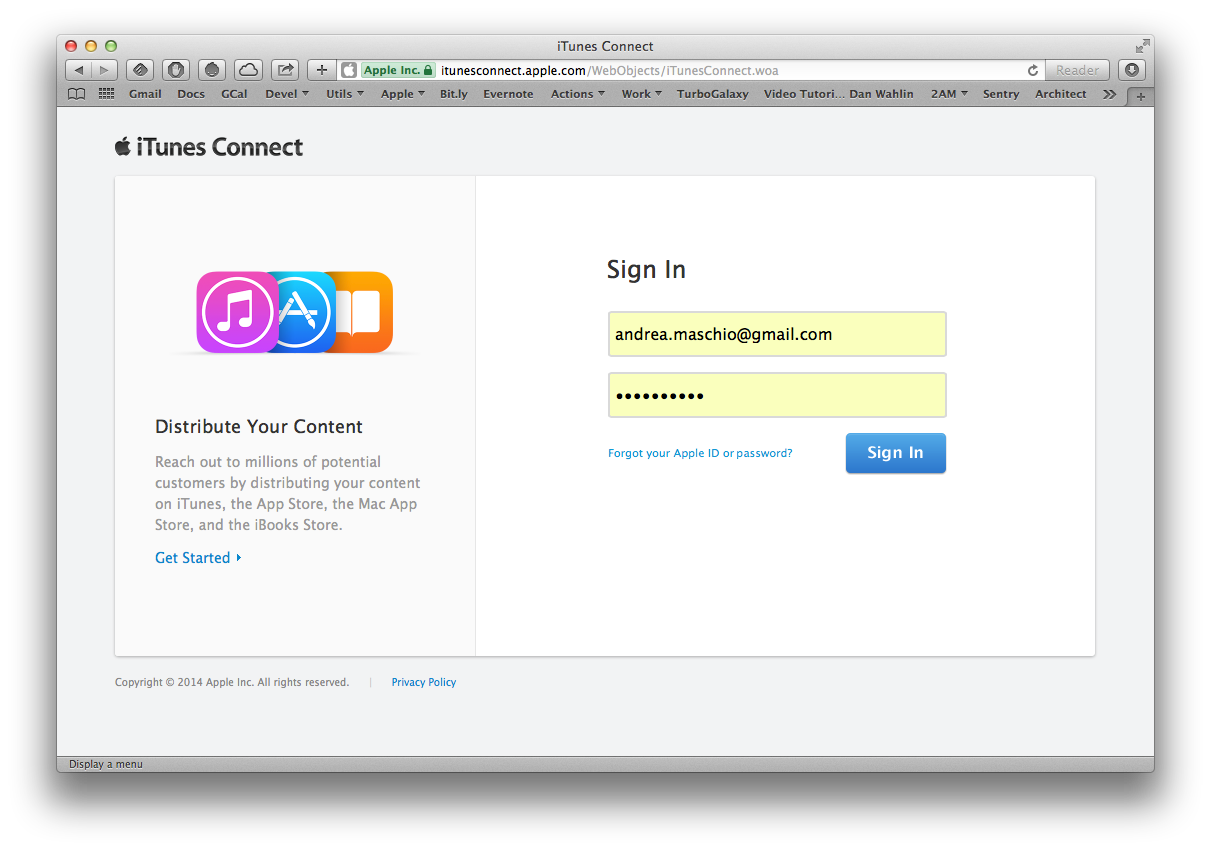 iTunes Connect
Apple Inc. itunesconnect.apple.com/WebObjects/iTunesConnect.woa Reader
Gmail Docs GCal Devel Utils Apple Bit.ly Evernote Actions Work TurboGalaxy Video Tutori... Dan Wahlin 2AM Sentry Architect
iTunes Connect
Sign In
andrea.maschio@gmail.com
••••••••••
Forgot your Apple ID or password? Sign In
Distribute Your Content
Reach out to millions of potential
customers by distributing your content
on iTunes, the App Store, the Mac App
Store, and the iBooks Store.
Get Started
Copyright © 2014 Apple Inc. All rights reserved. | Privacy Policy
Display a menu